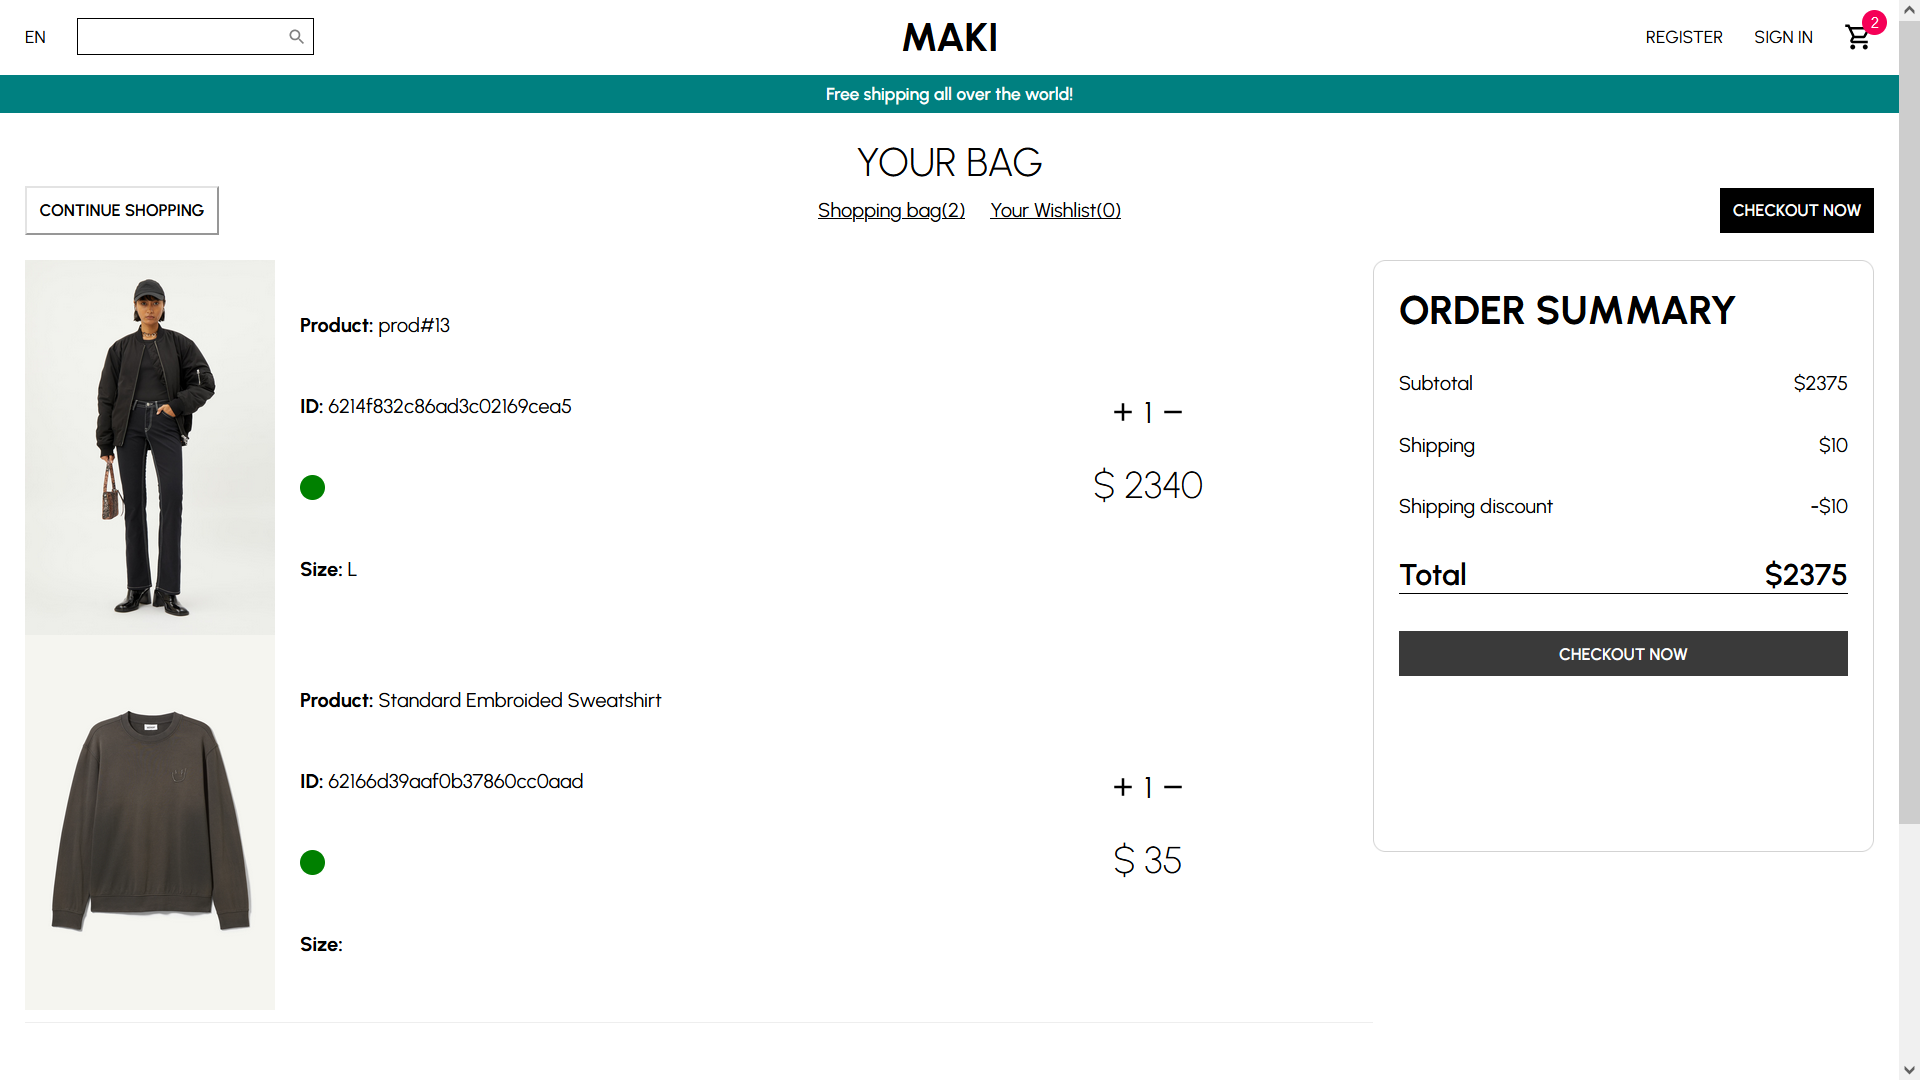 EN
MAKI
REGISTER
SIGN IN
2
Free shipping all over the world!
YOUR BAG
CONTINUE SHOPPING
Shopping bag(2)
Your Wishlist(0)
CHECKOUT NOW
Product: prod#13
ID: 6214f832c86ad3c02169cea5
Size: L
+ 1 −
$ 2340
Product: Standard Embroided Sweatshirt
ID: 62166d39aaf0b37860cc0aad
Size:
+ 1 −
$ 35
ORDER SUMMARY
Subtotal $2375
Shipping $10
Shipping discount -$10
Total $2375
CHECKOUT NOW